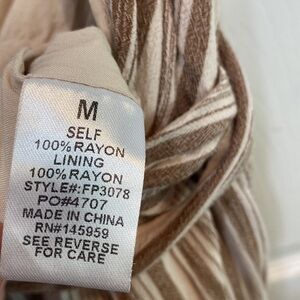 M
SELF
100% RAYON
LINING
100% RAYON
STYLE#:FP3078
PO#4707
MADE IN CHINA
RN#145959
SEE REVERSE
FOR CARE